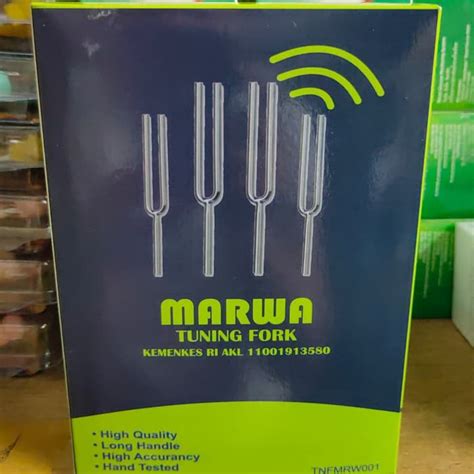 MARWA
TUNING FORK
KEMENKES RI AKL 11001913580
• High Quality
• Long Handle
• High Accurancy
• Hand Tested
TNFMRW001